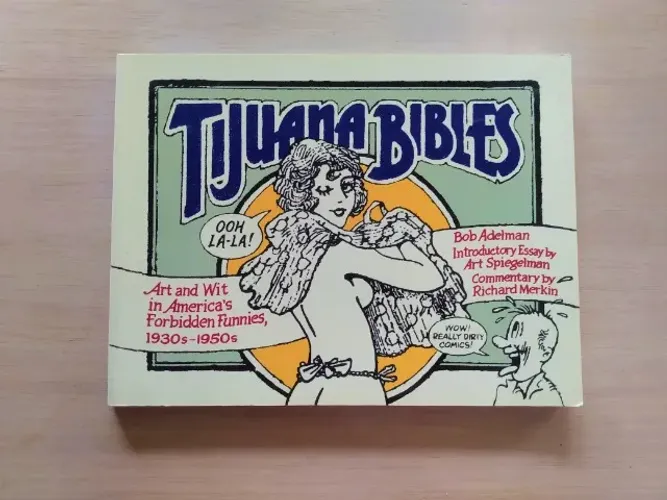 TIJUANA BIBLES
OOH
LA-LA!
Art and Wit
in America's
Forbidden Funnies,
1930s-1950s
Bob Adelman
Introductory Essay by
Art Spiegelman
Commentary by
Richard Merkin
WOW!
REALLY DIRTY
COMICS!